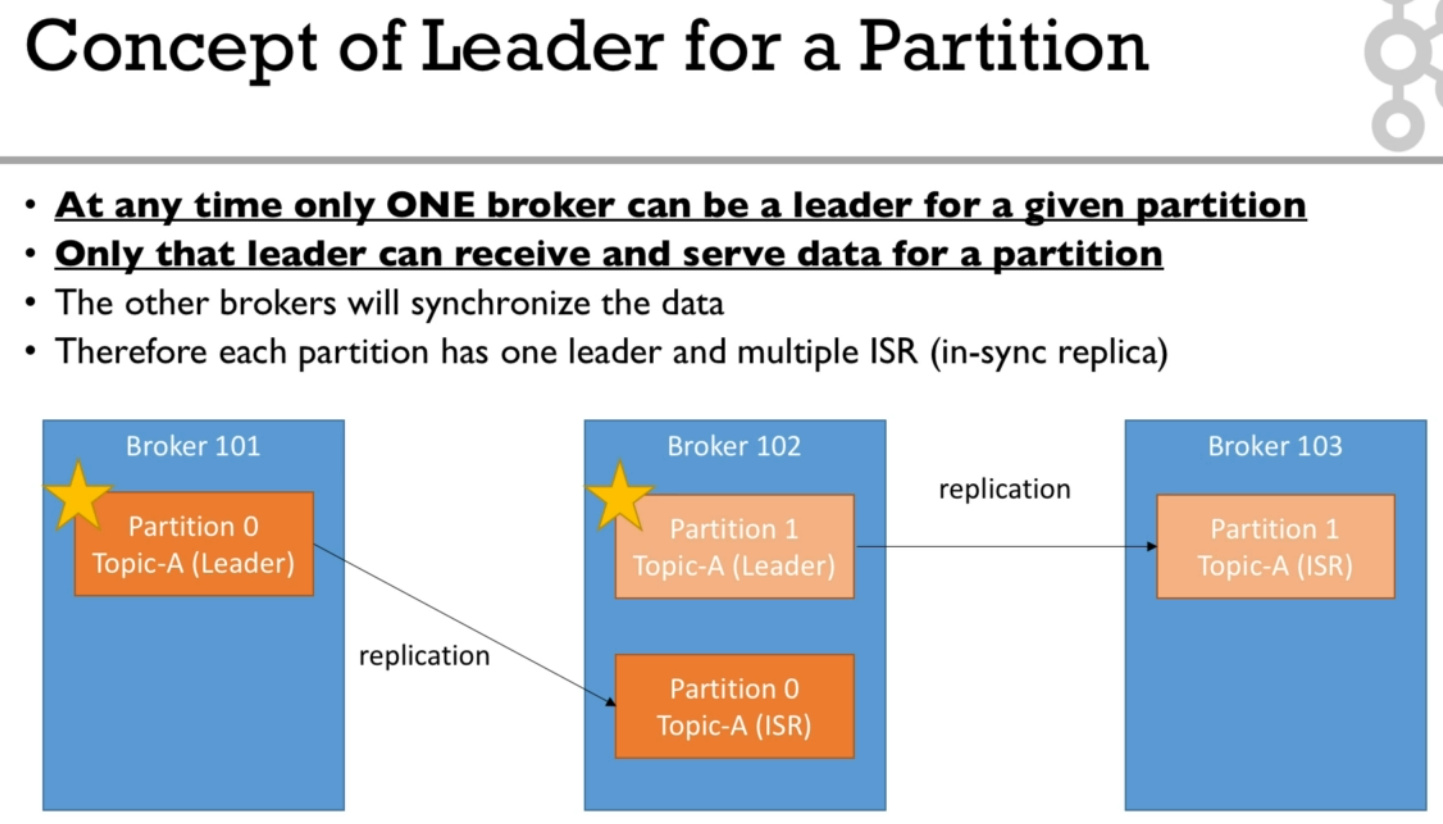 Concept of Leader for a Partition
• At any time only ONE broker can be a leader for a given partition
• Only that leader can receive and serve data for a partition
• The other brokers will synchronize the data
• Therefore each partition has one leader and multiple ISR (in-sync replica)
Broker 101
Partition 0
Topic-A (Leader)
replication
Broker 102
Partition 1
Topic-A (Leader)
Partition 0
Topic-A (ISR)
replication
Broker 103
Partition 1
Topic-A (ISR)